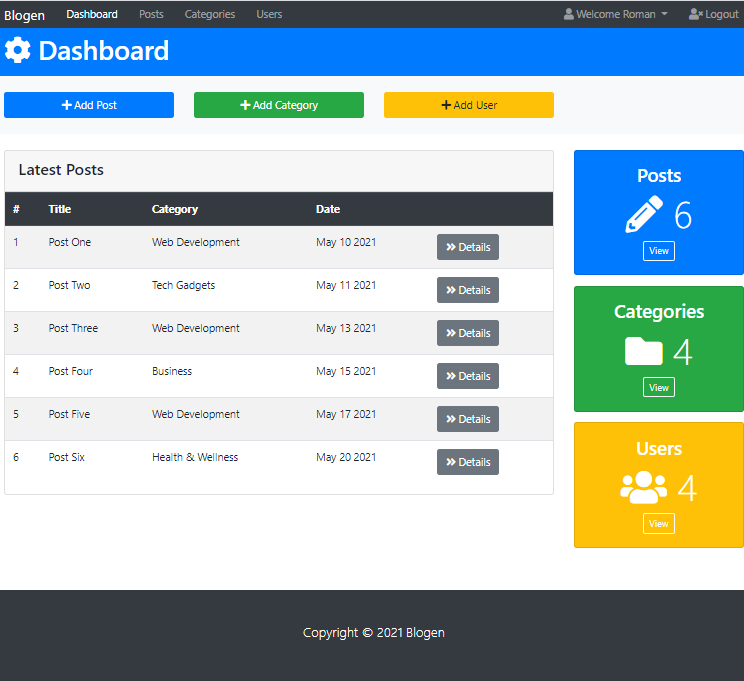 Blogen Dashboard Posts Categories Users Welcome Roman Logout
Dashboard
Add Post Add Category Add User
Latest Posts
# Title Category Date
1 Post One Web Development May 10 2021 Details
2 Post Two Tech Gadgets May 11 2021 Details
3 Post Three Web Development May 13 2021 Details
4 Post Four Business May 15 2021 Details
5 Post Five Web Development May 17 2021 Details
6 Post Six Health & Wellness May 20 2021 Details
Posts
6
View
Categories
4
View
Users
4
View
Copyright © 2021 Blogen